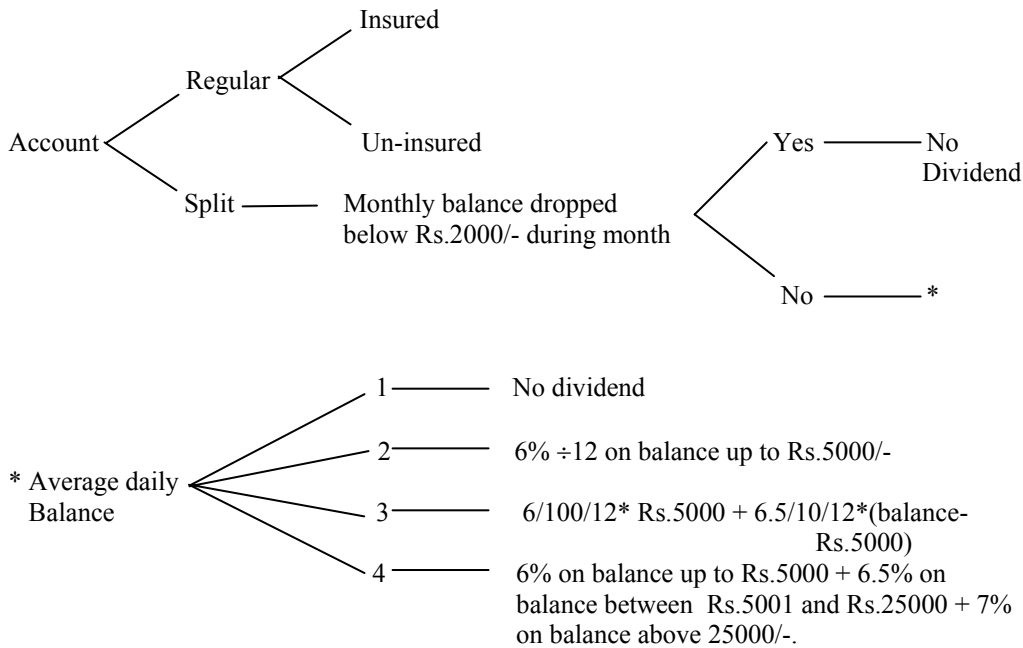 Insured
Regular
Account
Un-insured
Split
Monthly balance dropped
below Rs.2000/- during month
Yes
No
Dividend
No
*
1
No dividend
2
6% ÷12 on balance up to Rs.5000/-
* Average daily
Balance
3
6/100/12* Rs.5000 + 6.5/10/12*(balance-
Rs.5000)
4
6% on balance up to Rs.5000 + 6.5% on
balance between Rs.5001 and Rs.25000 + 7%
on balance above 25000/-.